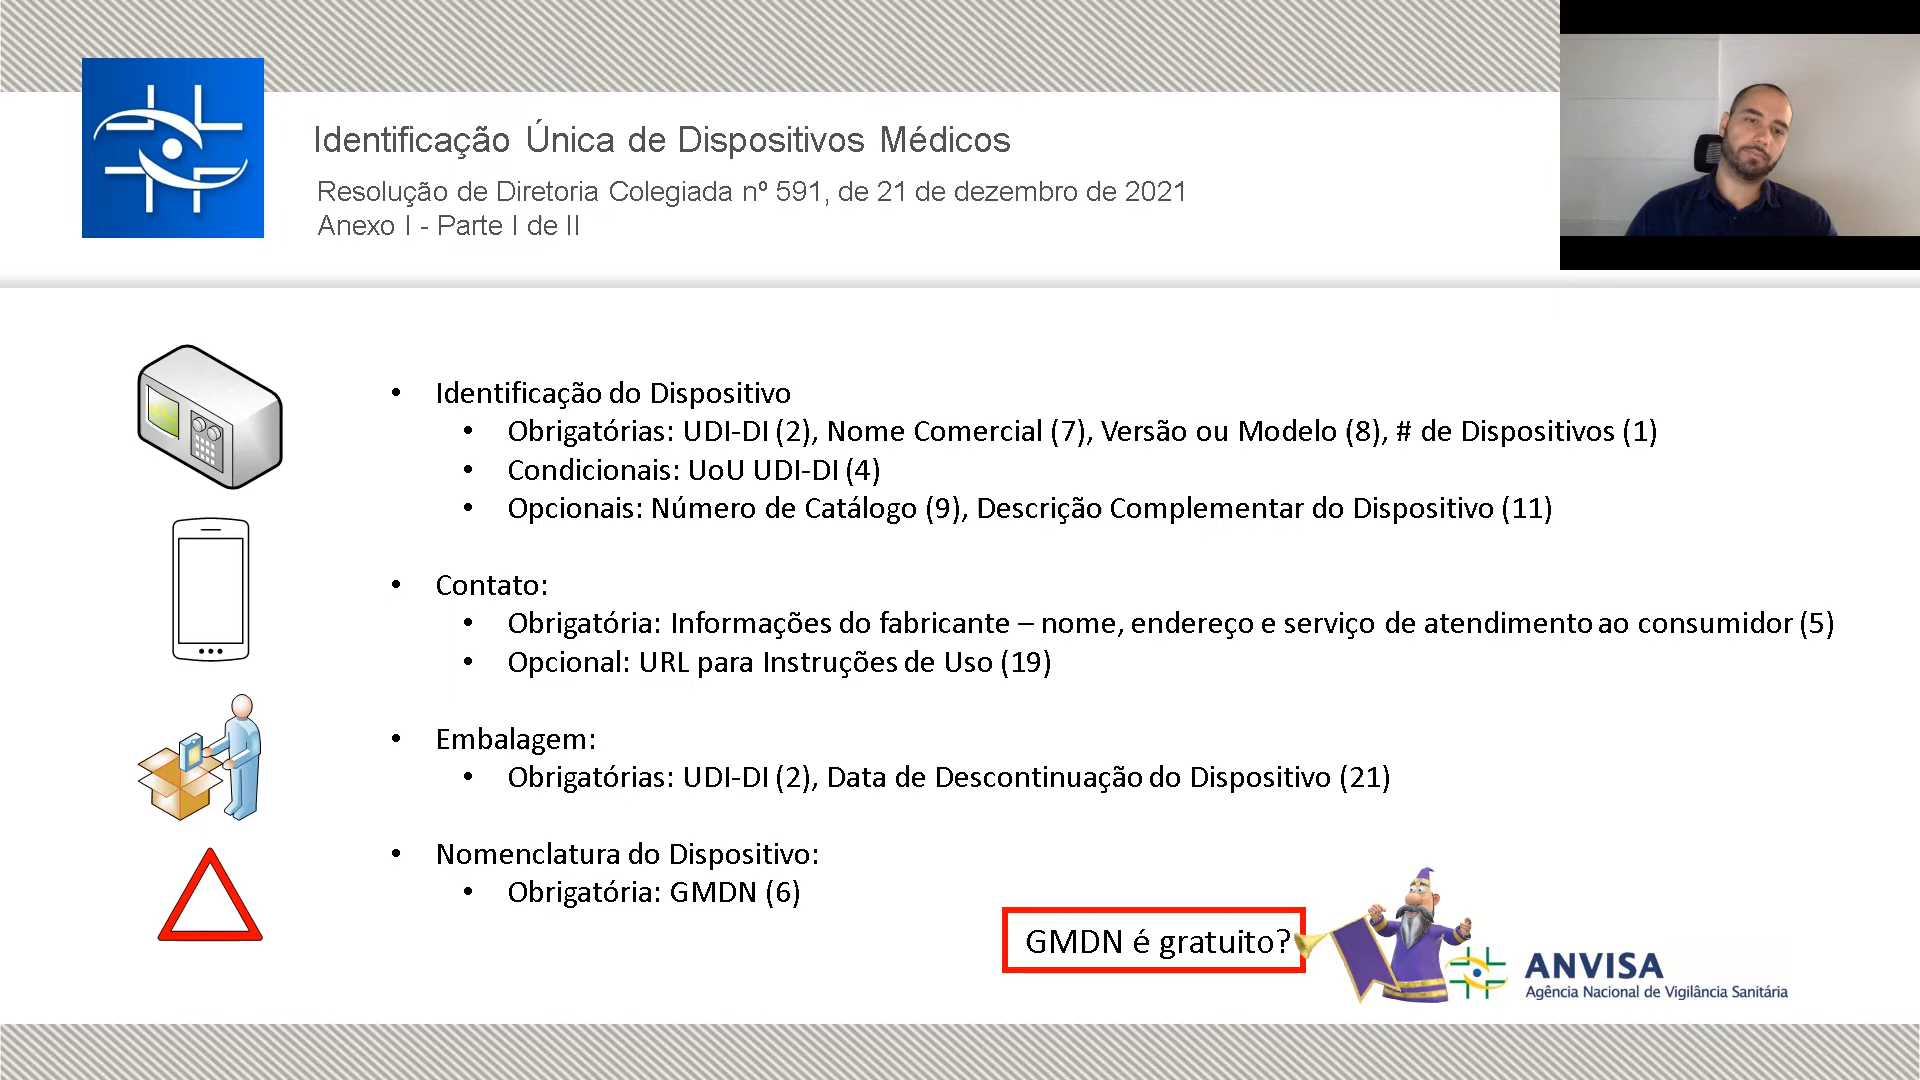 Identificação Única de Dispositivos Médicos
Resolução de Diretoria Colegiada nº 591, de 21 de dezembro de 2021
Anexo I - Parte I de II
• Identificação do Dispositivo
• Obrigatórias: UDI-DI (2), Nome Comercial (7), Versão ou Modelo (8), # de Dispositivos (1)
• Condicionais: UoU UDI-DI (4)
• Opcionais: Número de Catálogo (9), Descrição Complementar do Dispositivo (11)
• Contato:
• Obrigatória: Informações do fabricante – nome, endereço e serviço de atendimento ao consumidor (5)
• Opcional: URL para Instruções de Uso (19)
• Embalagem:
• Obrigatórias: UDI-DI (2), Data de Descontinuação do Dispositivo (21)
• Nomenclatura do Dispositivo:
• Obrigatória: GMDN (6)
GMDN é gratuito?
ANVISA
Agência Nacional de Vigilância Sanitária